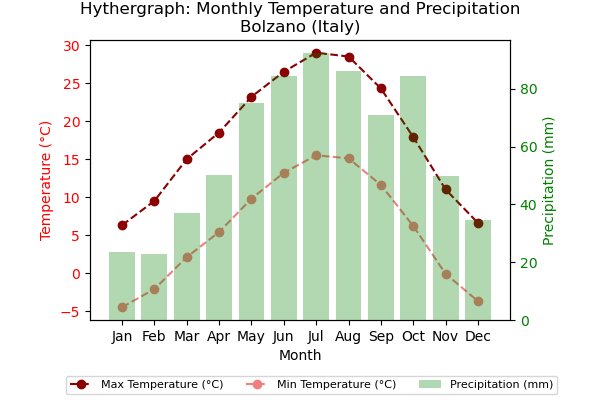 Hythergraph: Monthly Temperature and Precipitation
Bolzano (Italy)
30
25
20
15
10
5
0
−5
Temperature (°C)
80
60
40
20
0
Precipitation (mm)
Jan Feb Mar Apr May Jun Jul Aug Sep Oct Nov Dec
Month
Max Temperature (°C) Min Temperature (°C) Precipitation (mm)